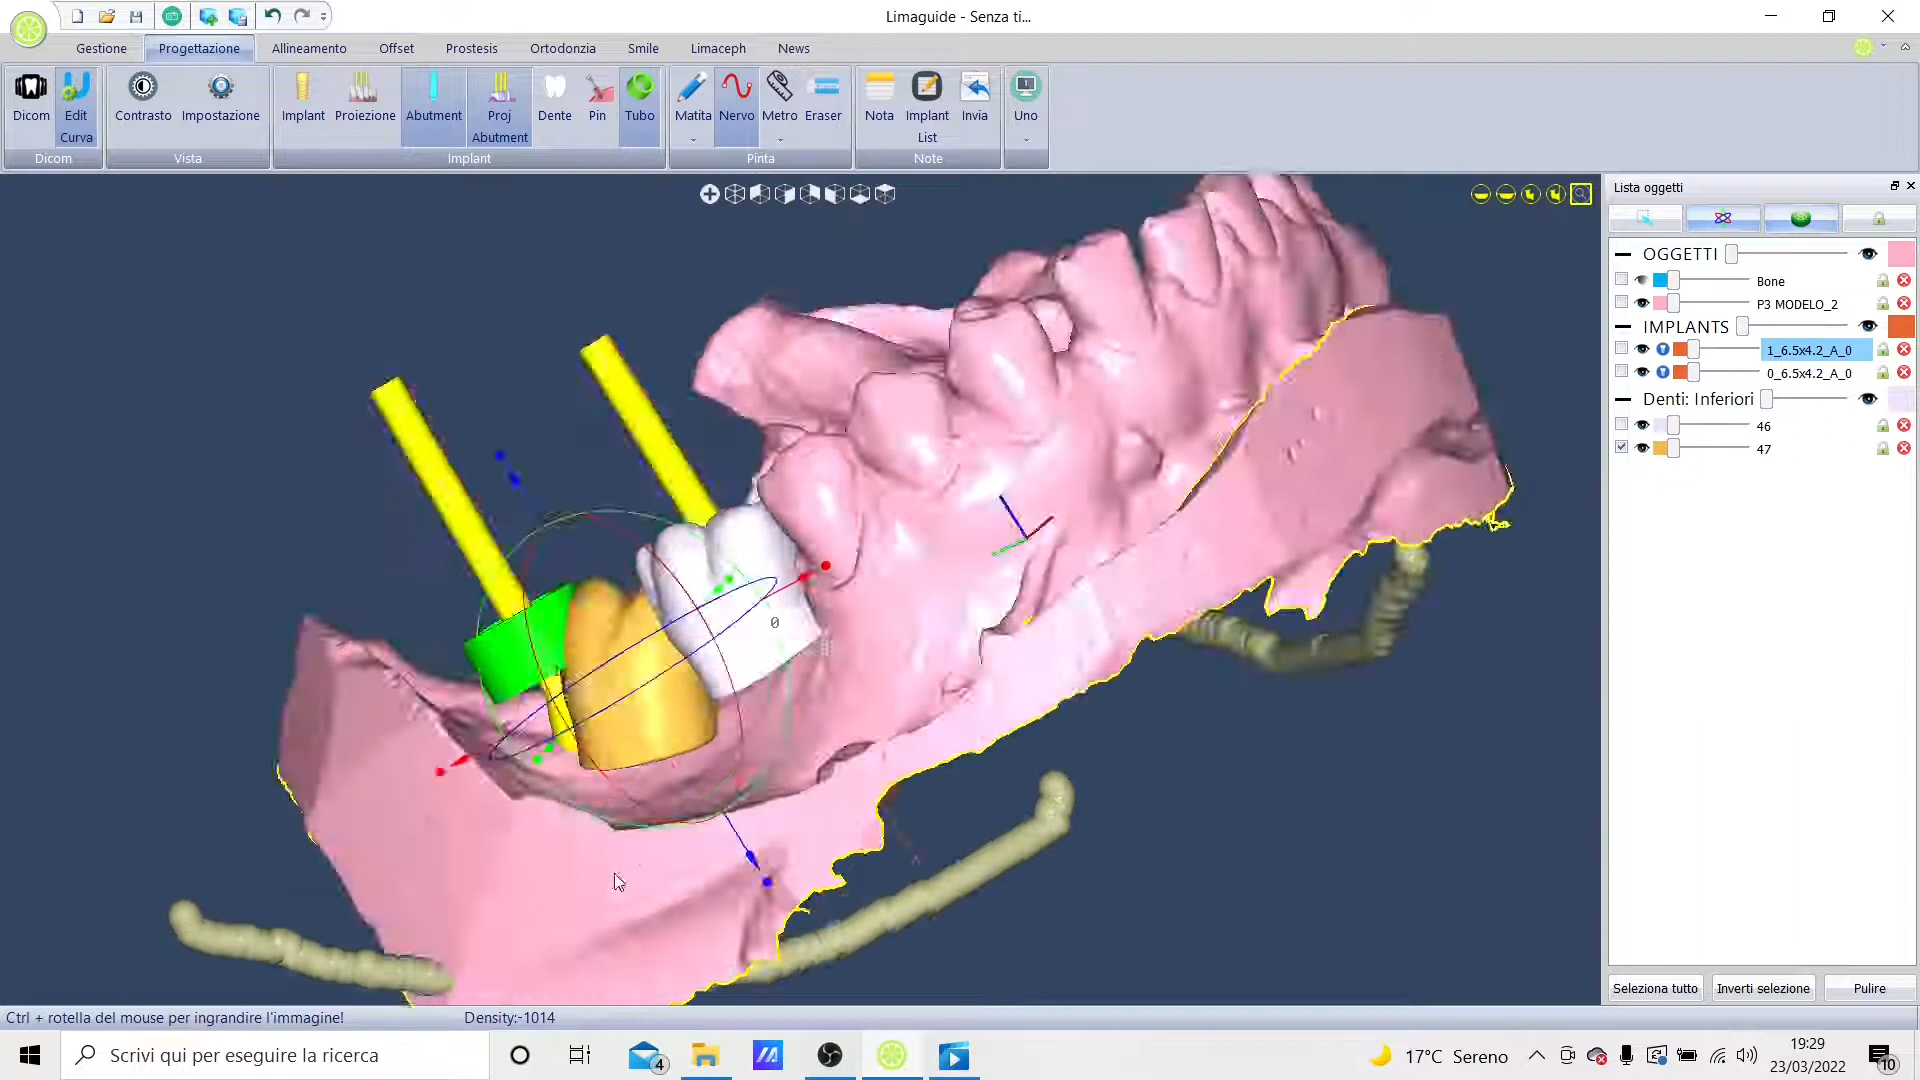 Limaguide - Senza ti...
Gestione Progettazione Allineamento Offset Prostesis Ortodonzia Smile Limaceph News
Dicom Edit Curva Contrasto Impostazione Implant Proiezione Abutment Proj Abutment Dente Pin Tubo Matita Nervo Metro Eraser Nota Implant List Invia Uno
Dicom Vista Implant Pinta Note
Lista oggetti
OGGETTI
Bone
P3 MODELO_2
IMPLANTS
1_6.5x4.2_A_0
0_6.5x4.2_A_0
Denti: Inferiori
46
47
0
Seleziona tutto Inverti selezione Pulire
Ctrl + rotella del mouse per ingrandire l'immagine! Density:-1014
Scrivi qui per eseguire la ricerca
4
17°C Sereno
19:29
23/03/2022
10